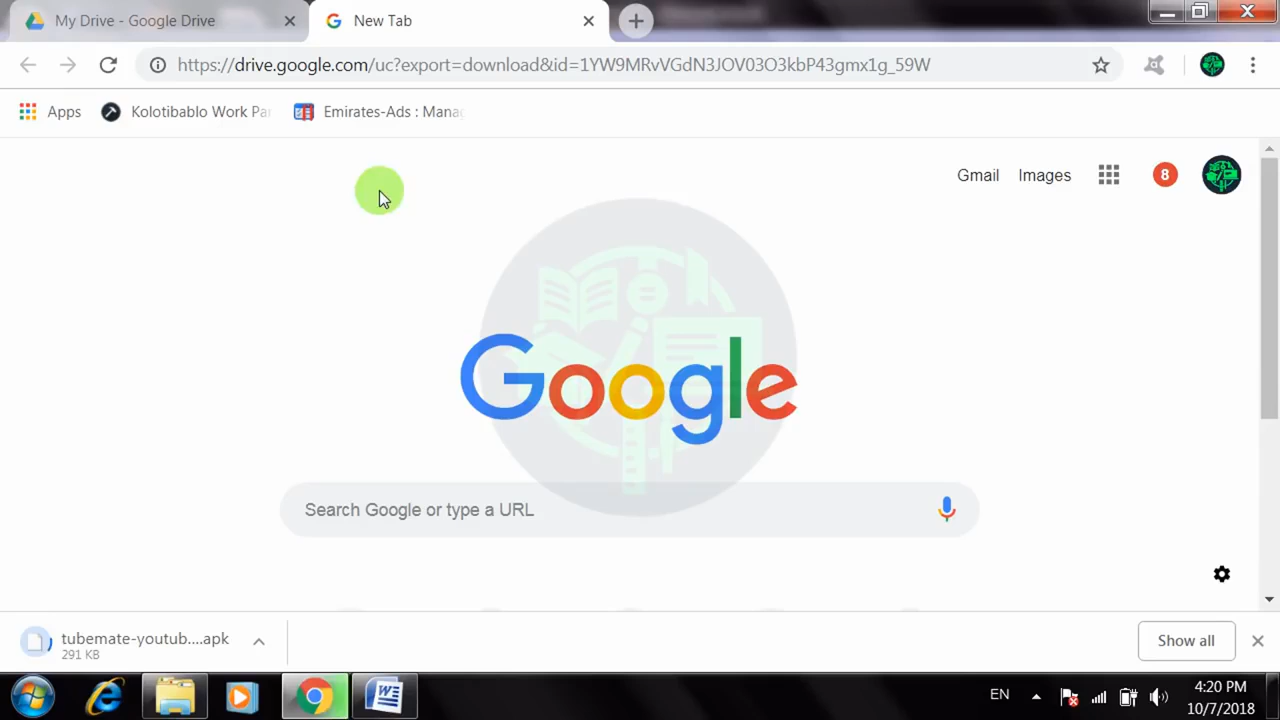 My Drive - Google Drive
New Tab
https://drive.google.com/uc?export=download&id=1YW9MRvVGdN3JOV03O3kbP43gmx1g_59W
Apps
Kolotibablo Work Pa
Emirates-Ads : Mana
Gmail
Images
8
Google
Search Google or type a URL
tubemate-youtub....apk
291 KB
Show all
EN
4:20 PM
10/7/2018